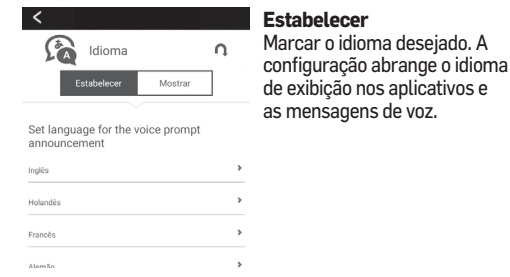 Idioma
Estabelecer Mostrar
Set language for the voice prompt
announcement
Inglês
Holandês
Francês
Alemão
Estabelecer
Marcar o idioma desejado. A
configuração abrange o idioma
de exibição nos aplicativos e
as mensagens de voz.